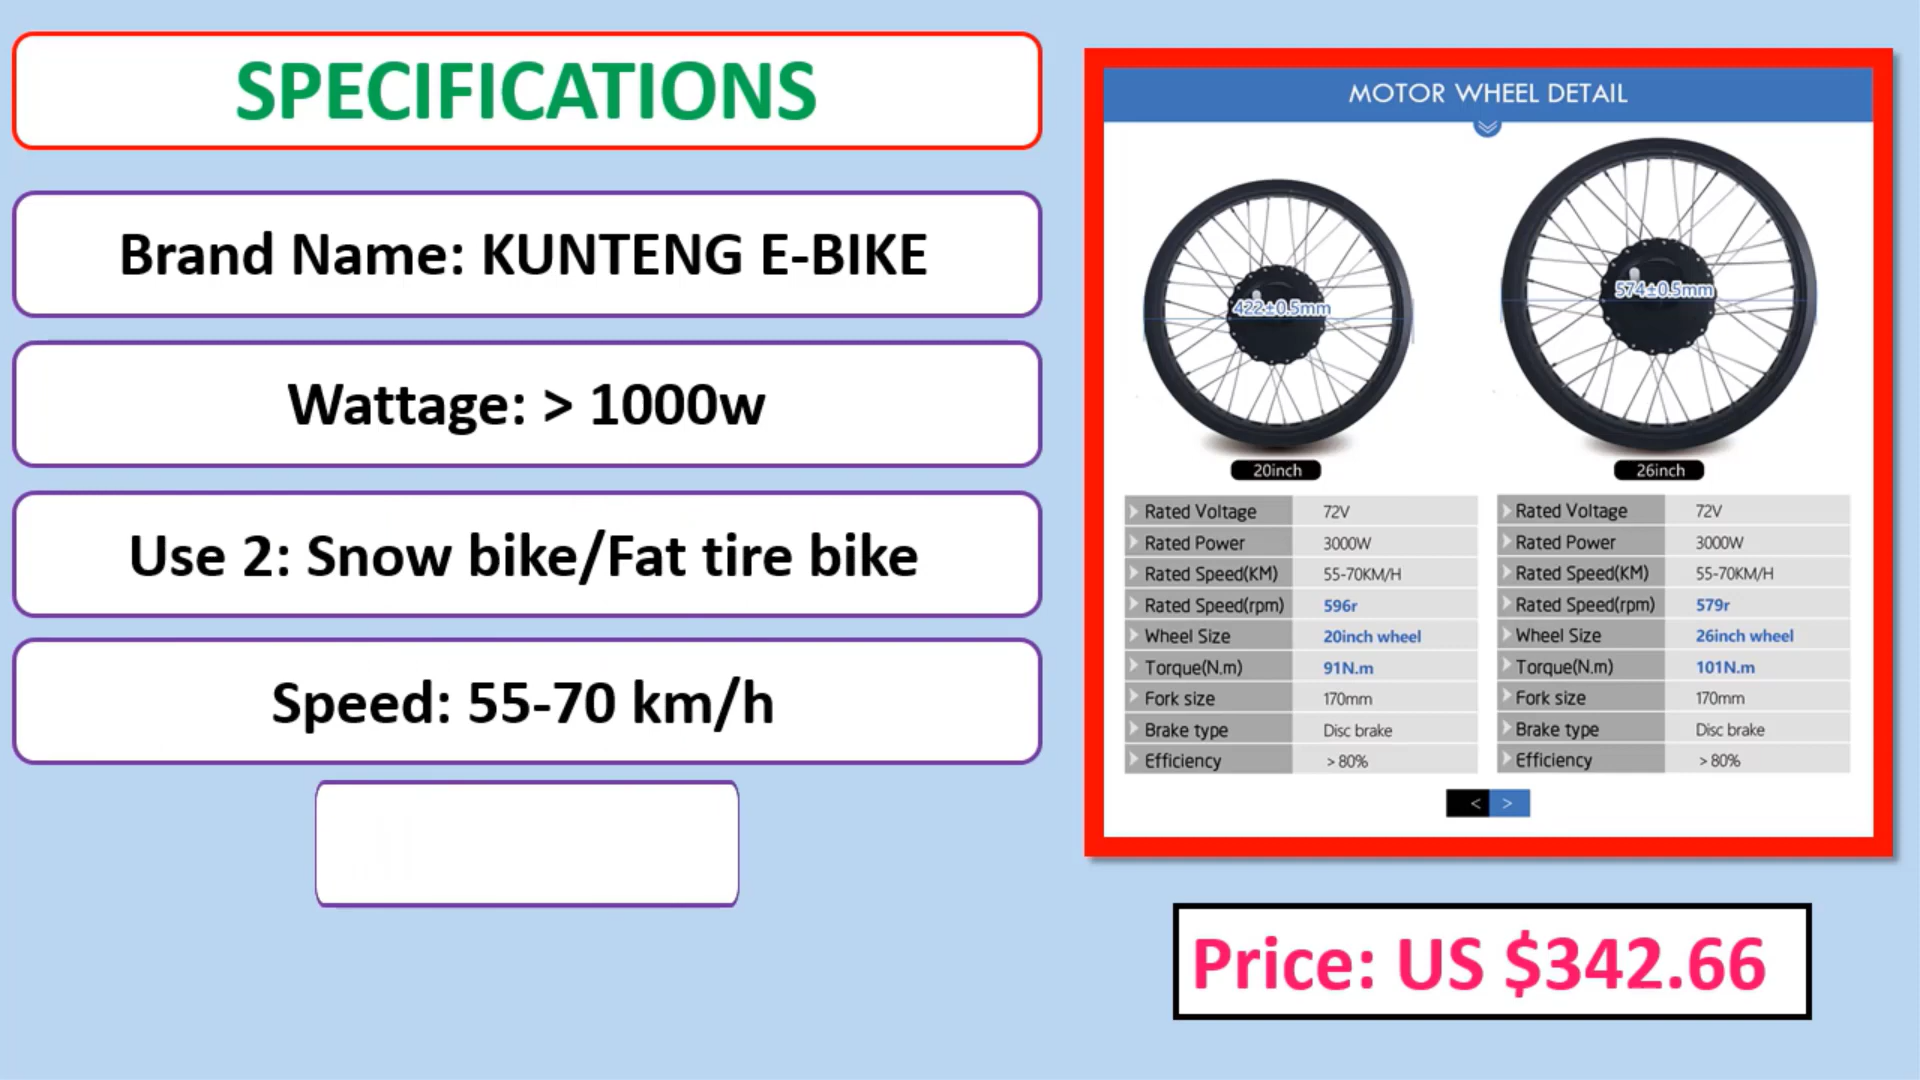 SPECIFICATIONS
Brand Name: KUNTENG E-BIKE
Wattage: > 1000w
Use 2: Snow bike/Fat tire bike
Speed: 55-70 km/h
MOTOR WHEEL DETAIL
422±0.5mm
574±0.5mm
20inch
26inch
Rated Voltage 72V
Rated Power 3000W
Rated Speed(KM) 55-70KM/H
Rated Speed(rpm) 596r
Wheel Size 20inch wheel
Torque(N.m) 91N.m
Fork size 170mm
Brake type Disc brake
Efficiency > 80%
Rated Voltage 72V
Rated Power 3000W
Rated Speed(KM) 55-70KM/H
Rated Speed(rpm) 579r
Wheel Size 26inch wheel
Torque(N.m) 101N.m
Fork size 170mm
Brake type Disc brake
Efficiency > 80%
< >
Price: US $342.66